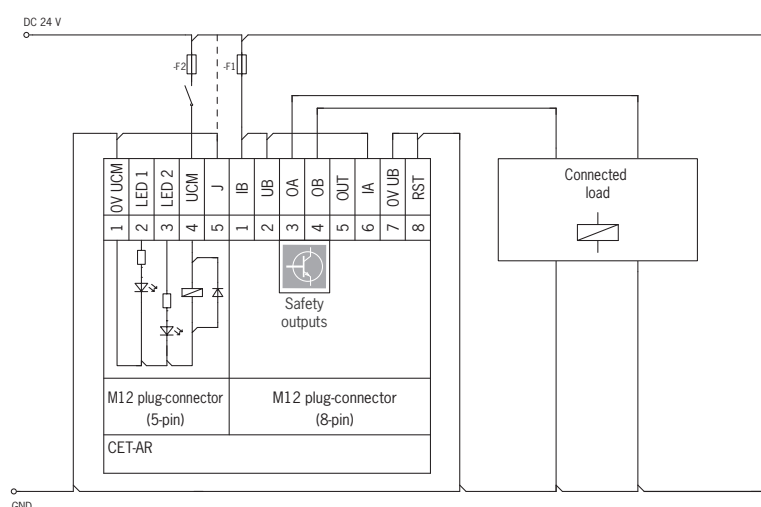 DC 24 V
-F2
-F1
0V UCM
LED 1
LED 2
UCM
J
IB
UB
OA
OB
OUT
IA
0V UB
RST
1
2
3
4
5
1
2
3
4
5
6
7
8
Connected
load
Safety
outputs
M12 plug-connector
(5-pin)
M12 plug-connector
(8-pin)
CET-AR
GND